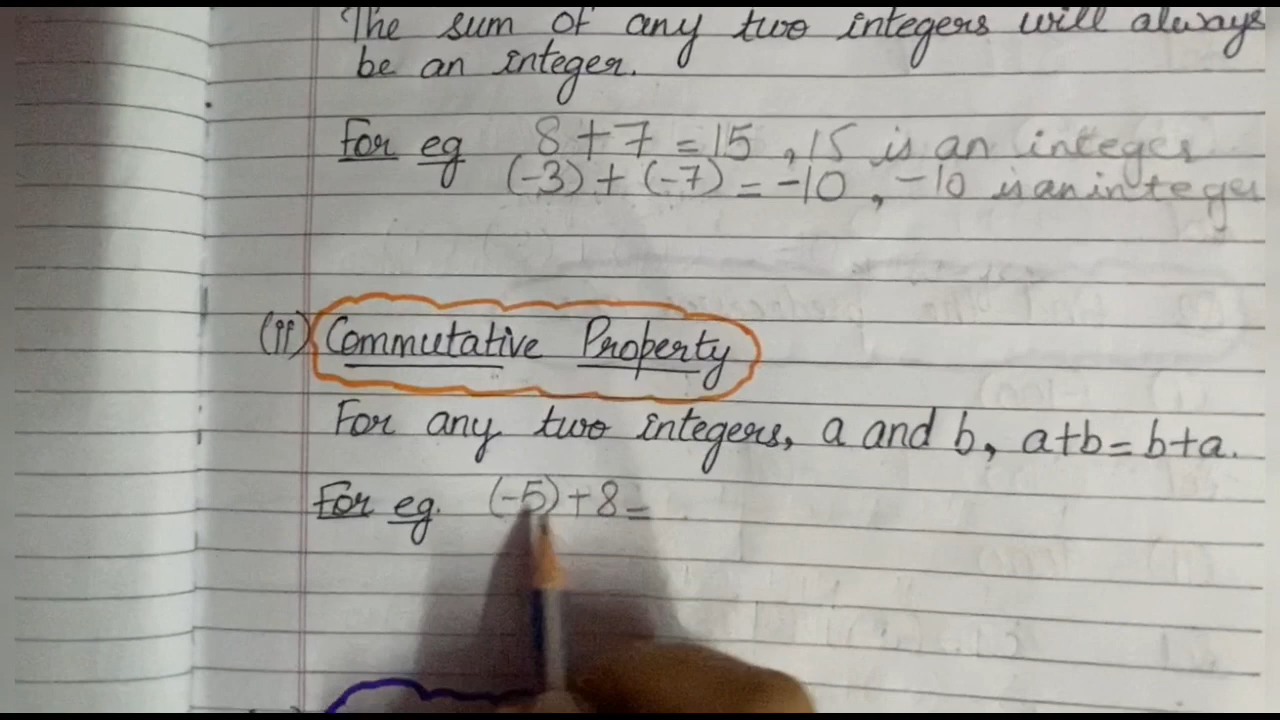 The sum of any two integers will always
be an integer.
For eg 8 + 7 = 15 , 15 is an integer
(-3) + (-7) = -10 , -10 is an integer
(ii) Commutative Property
For any two integers, a and b, a+b = b+a.
For eg. (-5) + 8 =